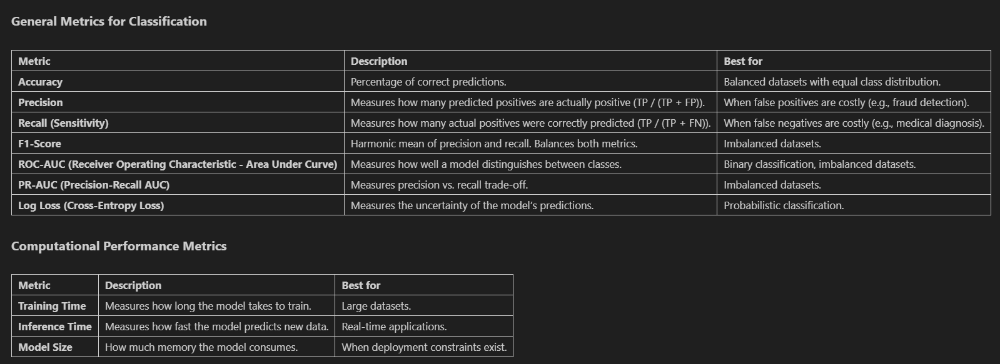 General Metrics for Classification
Metric Description Best for
Accuracy Percentage of correct predictions. Balanced datasets with equal class distribution.
Precision Measures how many predicted positives are actually positive (TP / (TP + FP)). When false positives are costly (e.g., fraud detection).
Recall (Sensitivity) Measures how many actual positives were correctly predicted (TP / (TP + FN)). When false negatives are costly (e.g., medical diagnosis).
F1-Score Harmonic mean of precision and recall. Balances both metrics. Imbalanced datasets.
ROC-AUC (Receiver Operating Characteristic - Area Under Curve) Measures how well a model distinguishes between classes. Binary classification, imbalanced datasets.
PR-AUC (Precision-Recall AUC) Measures precision vs. recall trade-off. Imbalanced datasets.
Log Loss (Cross-Entropy Loss) Measures the uncertainty of the model’s predictions. Probabilistic classification.
Computational Performance Metrics
Metric Description Best for
Training Time Measures how long the model takes to train. Large datasets.
Inference Time Measures how fast the model predicts new data. Real-time applications.
Model Size How much memory the model consumes. When deployment constraints exist.